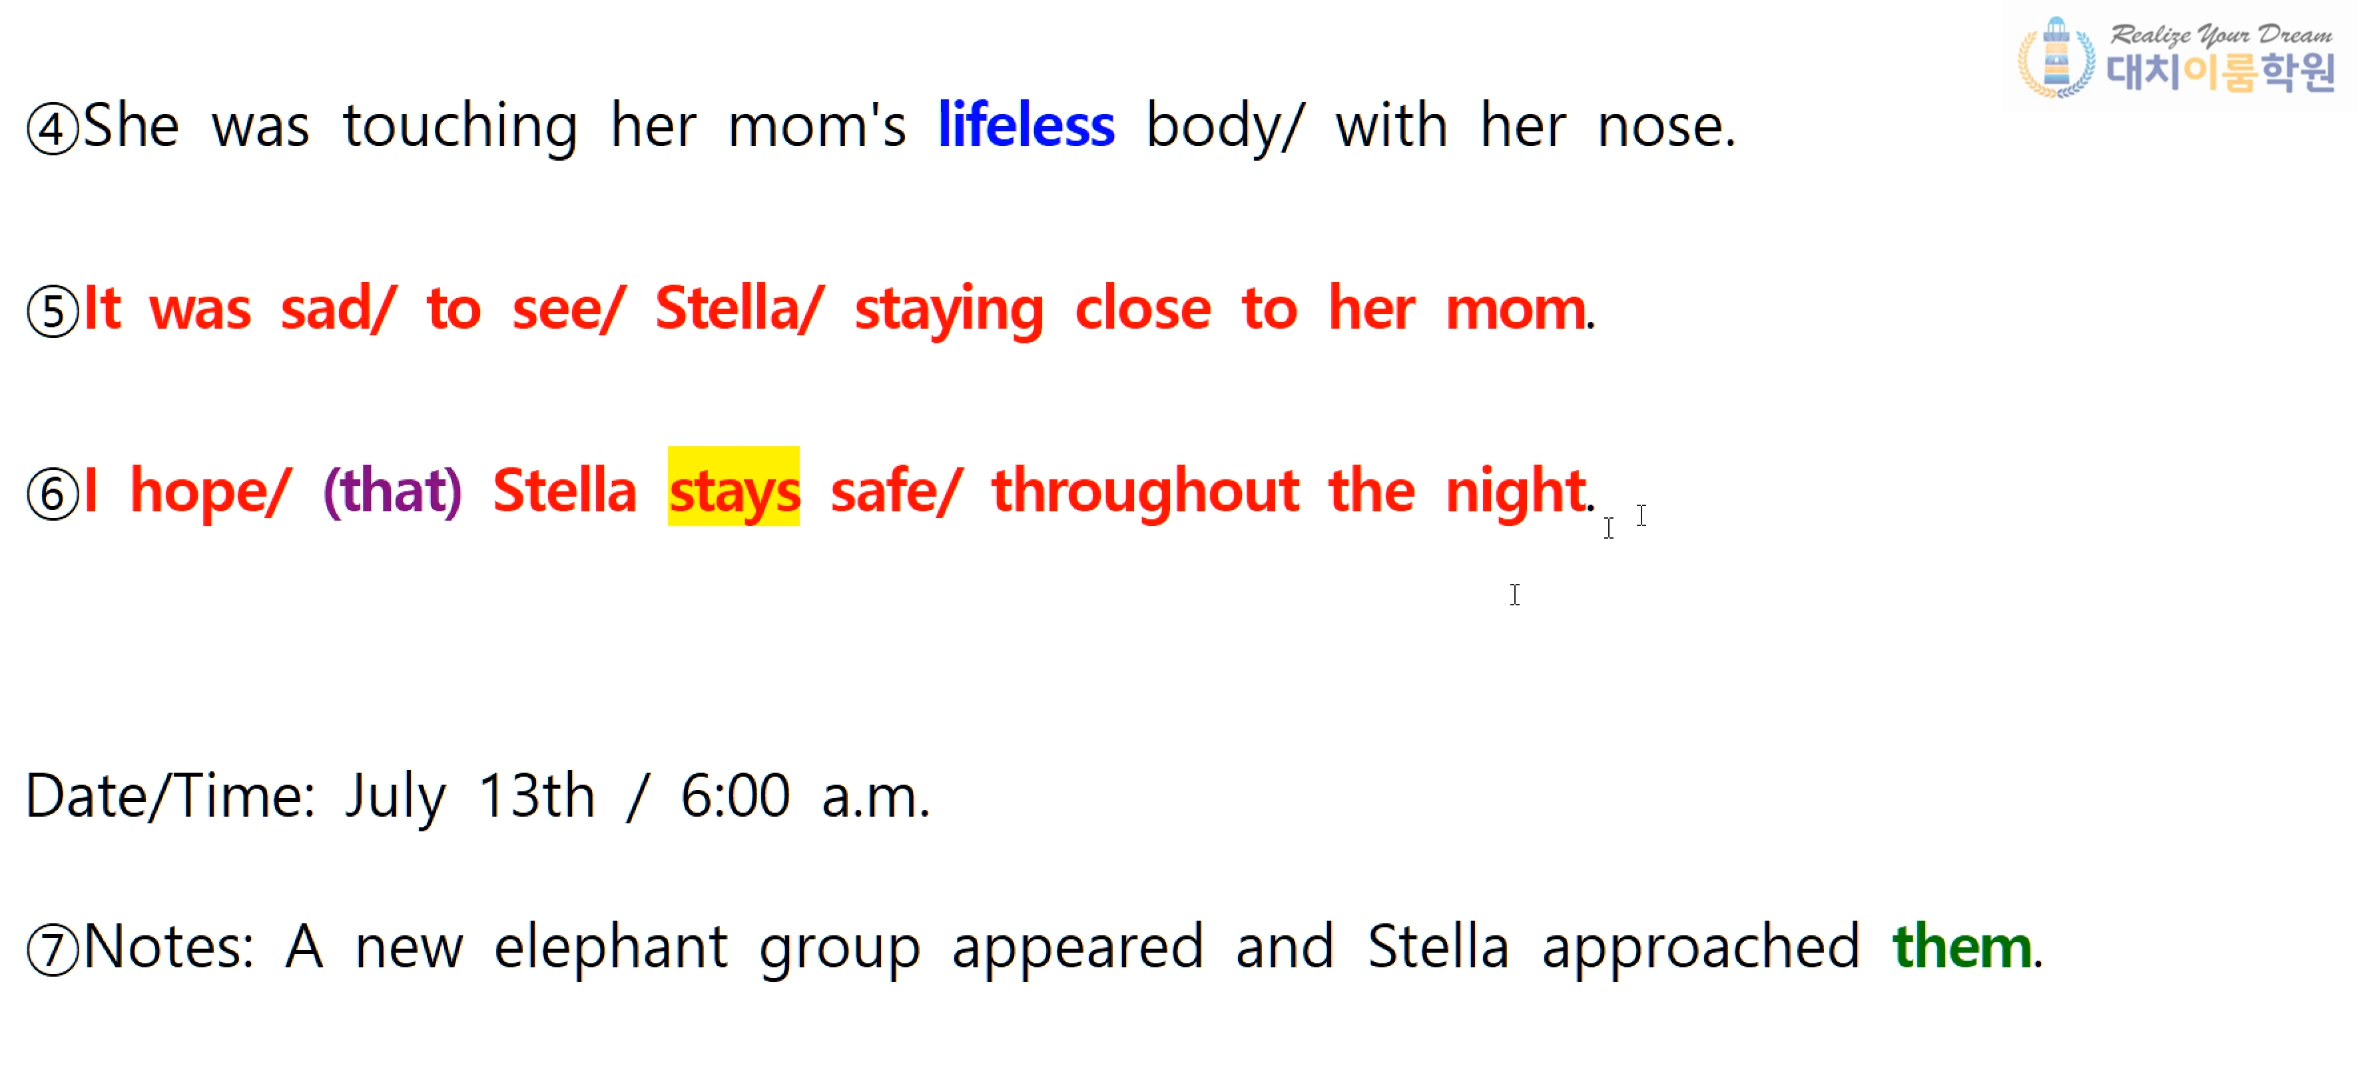 Realize Your Dream
대치이룸학원
④She was touching her mom's lifeless body/ with her nose.
⑤It was sad/ to see/ Stella/ staying close to her mom.
⑥I hope/ (that) Stella stays safe/ throughout the night.
Date/Time: July 13th / 6:00 a.m.
⑦Notes: A new elephant group appeared and Stella approached them.